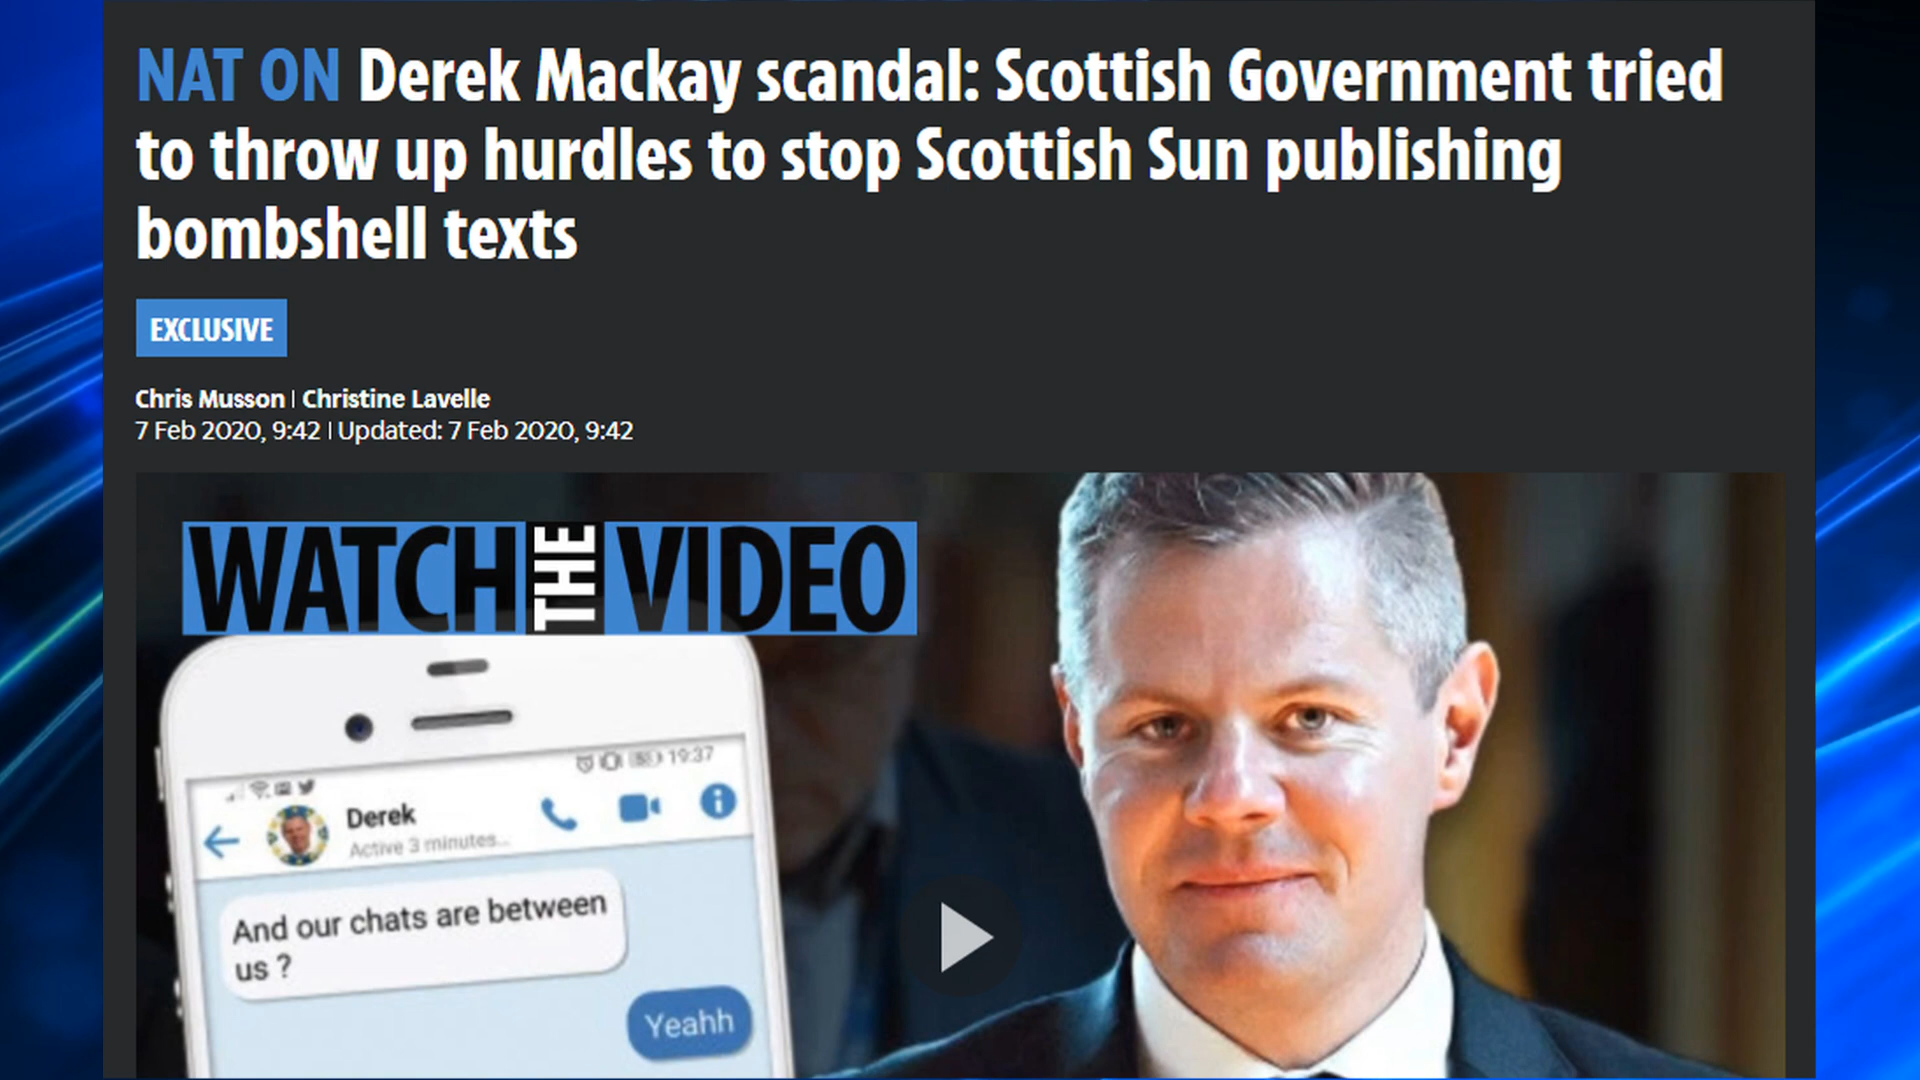 NAT ON Derek Mackay scandal: Scottish Government tried
to throw up hurdles to stop Scottish Sun publishing
bombshell texts
EXCLUSIVE
Chris Musson | Christine Lavelle
7 Feb 2020, 9:42 | Updated: 7 Feb 2020, 9:42
WATCH THE VIDEO
19:37
Derek
Active 3 minutes...
And our chats are between
us ?
Yeahh